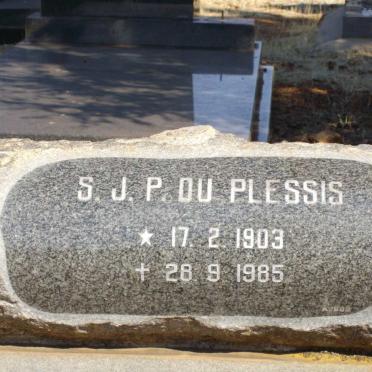 S. J. P. DU PLESSIS
★ 17. 2. 1903
+ 28 9 1985